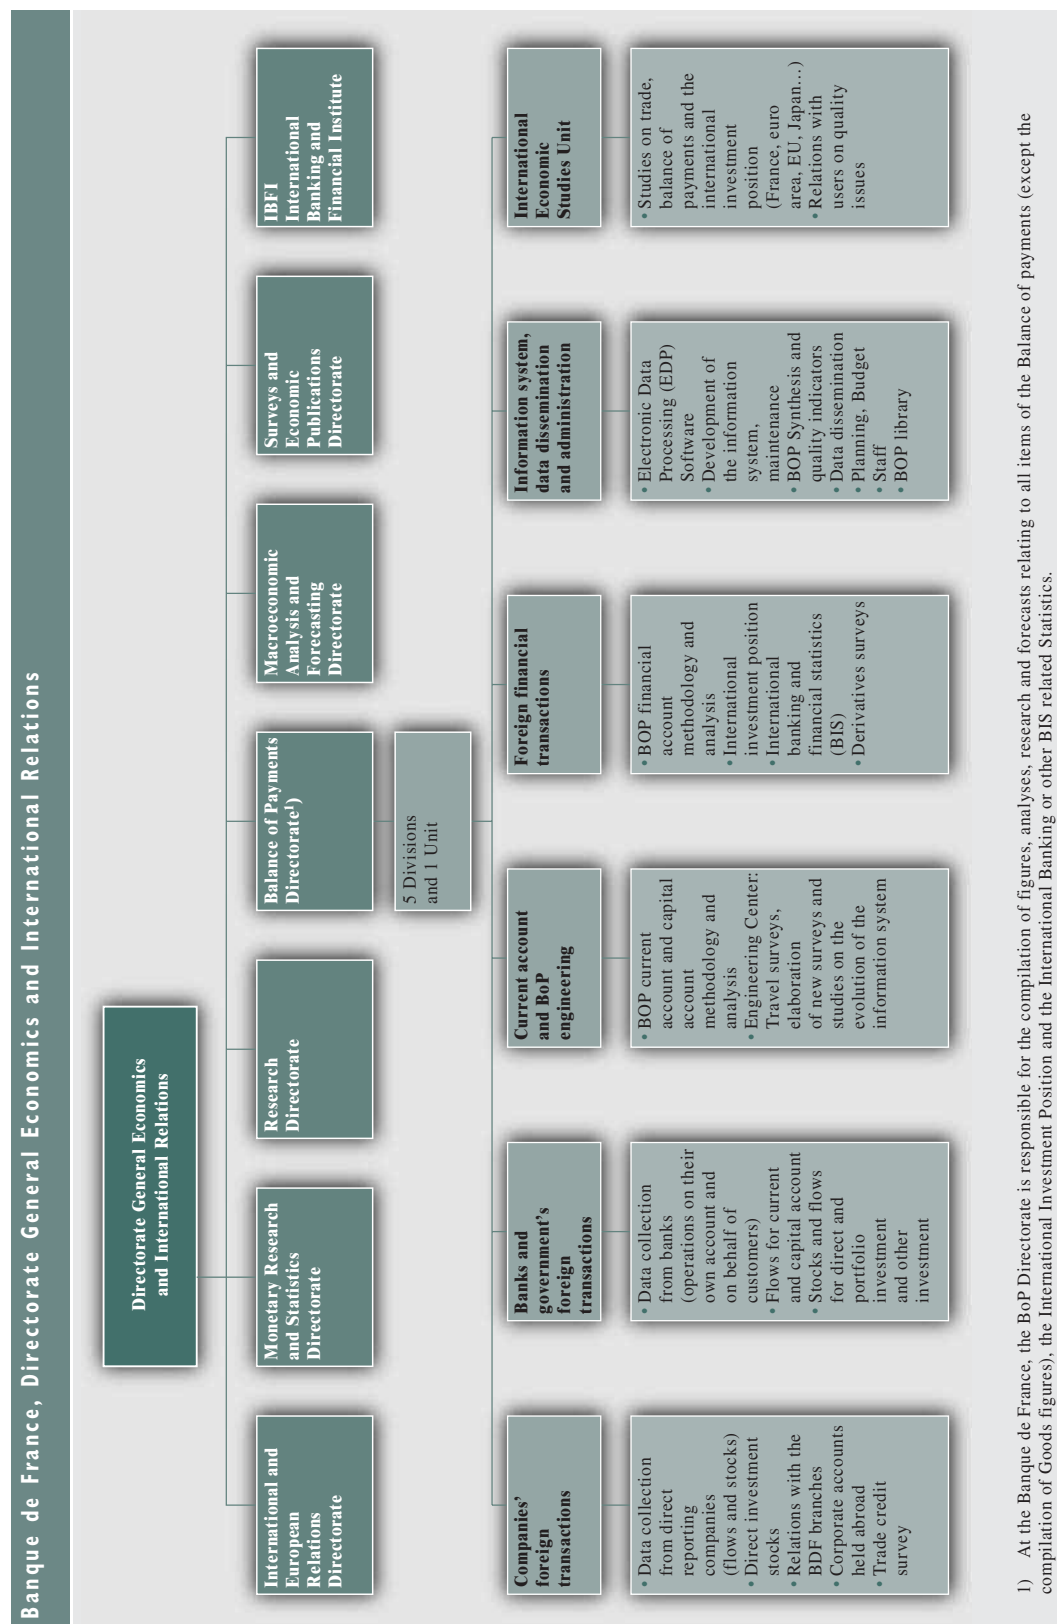 Banque de France, Directorate General Economics and International Relations
Directorate General Economics
and International Relations
International and
European
Relations
Directorate
Monetary Research
and Statistics
Directorate
Research
Directorate
Balance of Payments
Directorate1)
Macroeconomic
Analysis and
Forecasting
Directorate
Surveys and
Economic
Publications
Directorate
IBFI
International
Banking and
Financial Institute
5 Divisions
and 1 Unit
Companies'
foreign
transactions
Banks and
government's
foreign
transactions
Current account
and BoP
engineering
Foreign financial
transactions
Information system,
data dissemination
and administration
International
Economic
Studies Unit
• Data collection
from direct
reporting
companies
(flows and stocks)
• Direct investment
stocks
• Relations with the
BDF branches
• Corporate accounts
held abroad
• Trade credit
survey
• Data collection
from banks
(operations on their
own account and
on behalf of
customers)
• Flows for current
and capital account
• Stocks and flows
for direct and
portfolio
investment
and other
investment
• BOP current
account and capital
account
methodology and
analysis
• Engineering Center:
Travel surveys,
elaboration
of new surveys and
studies on the
evolution of the
information system
• BOP financial
account
methodology and
analysis
• International
investment position
• International
banking and
financial statistics
(BIS)
• Derivatives surveys
• Electronic Data
Processing (EDP)
Software
• Development of
the information
system,
maintenance
• BOP Synthesis and
quality indicators
• Data dissemination
• Planning, Budget
• Staff
• BOP library
• Studies on trade,
balance of
payments and the
international
investment
position
(France, euro
area, EU, Japan...)
• Relations with
users on quality
issues
1) At the Banque de France, the BoP Directorate is responsible for the compilation of figures, analyses, research and forecasts relating to all items of the Balance of payments (except the
compilation of Goods figures), the International Investment Position and the International Banking or other BIS related Statistics.